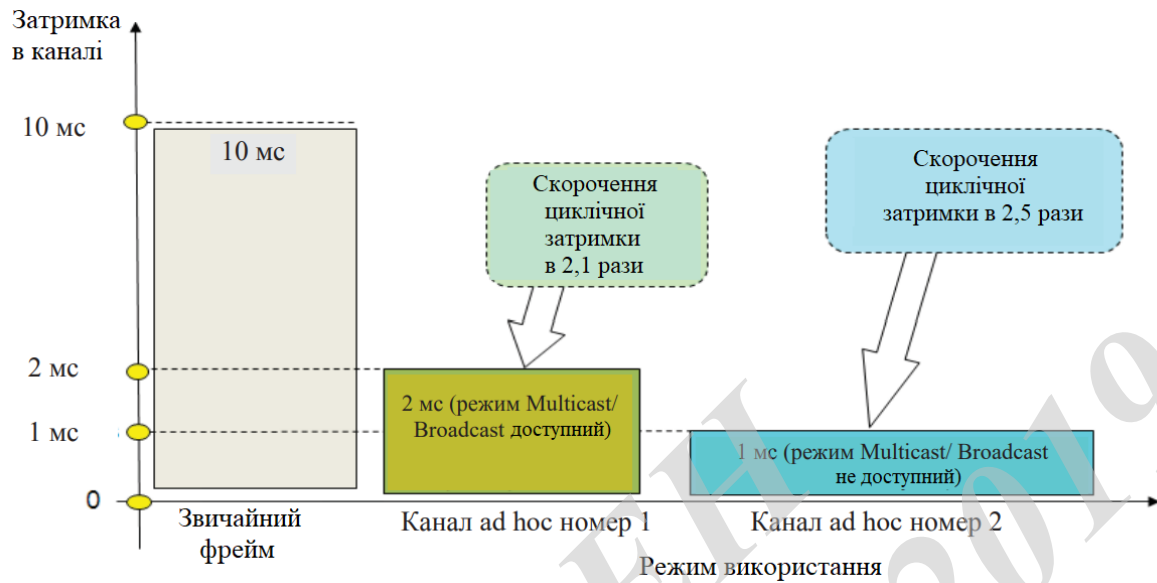 Затримка
в каналі
10 мс
10 мс
Скорочення
циклічної
затримки
в 2,1 рази
Скорочення
циклічної
затримки в 2,5 рази
2 мс
2 мс (режим Multicast/
Broadcast доступний)
1 мс
1 мс (режим Multicast/ Broadcast
не доступний)
0
Звичайний
фрейм
Канал ad hoc номер 1
Канал ad hoc номер 2
Режим використання
ЕН
2019